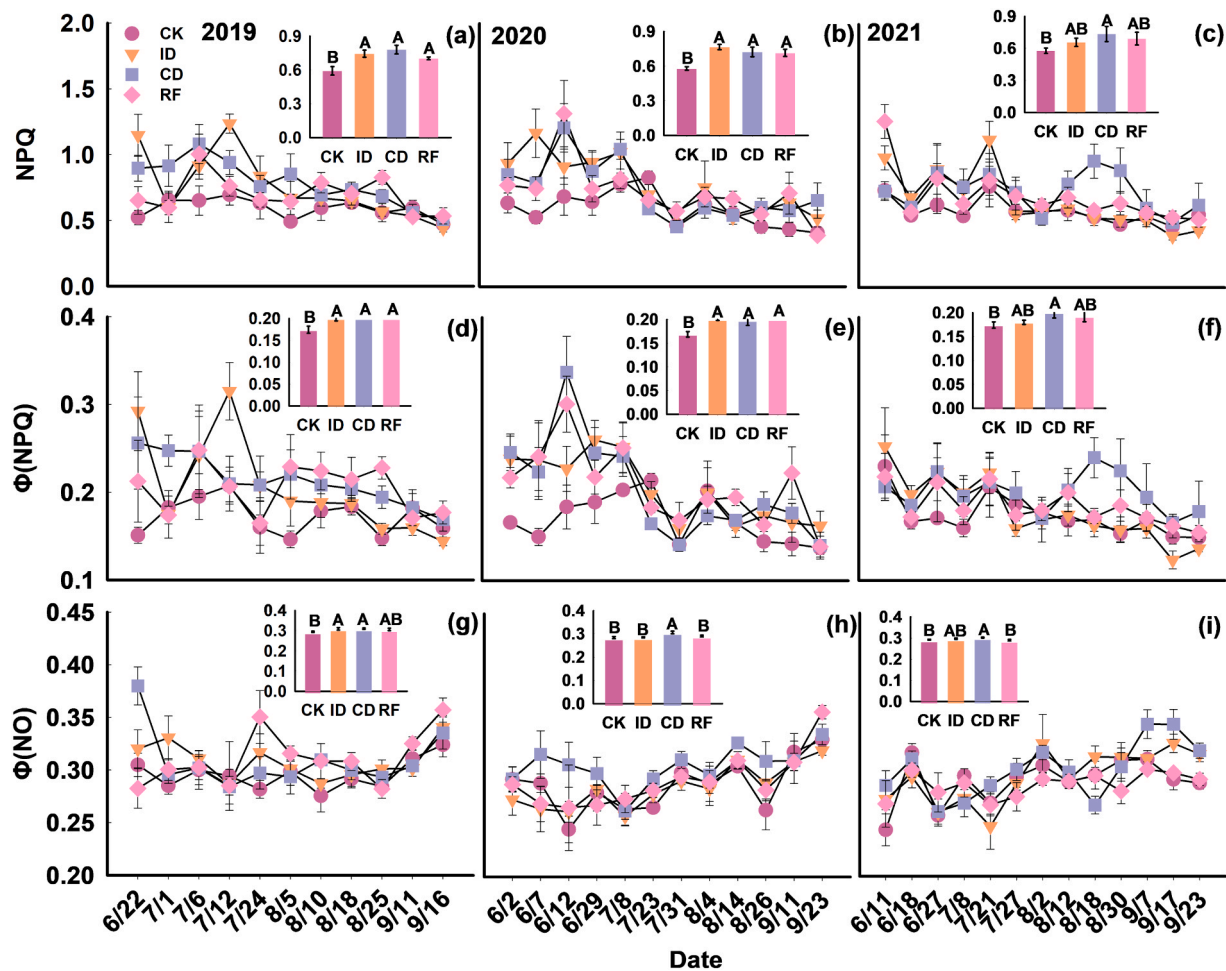 2.0
1.5
1.0
0.5
0.0
NPQ
CK
ID
CD
RF
2019
(a)
0.9
0.6
0.3
0.0
B A A A
CK ID CD RF
2020
(b)
0.9
0.6
0.3
0.0
B A A A
CK ID CD RF
2021
(c)
0.9
0.6
0.3
0.0
B AB A AB
CK ID CD RF
0.4
0.3
0.2
0.1
Φ(NPQ)
(d)
0.20
0.15
0.10
0.05
0.00
B A A A
CK ID CD RF
(e)
0.20
0.15
0.10
0.05
0.00
B A A A
CK ID CD RF
(f)
0.20
0.15
0.10
0.05
0.00
B AB A AB
CK ID CD RF
0.45
0.40
0.35
0.30
0.25
0.20
Φ(NO)
(g)
0.4
0.3
0.2
0.1
0.0
B A A AB
CK ID CD RF
(h)
0.4
0.3
0.2
0.1
0.0
B B A B
CK ID CD RF
(i)
0.4
0.3
0.2
0.1
0.0
B AB A B
CK ID CD RF
6/22 7/1 7/6 7/12 7/24 8/5 8/10 8/18 8/25 9/11 9/16
6/2 6/7 6/12 6/29 7/8 7/23 7/31 8/4 8/14 8/26 9/11 9/23
6/11 6/18 6/27 7/8 7/21 7/27 8/2 8/12 8/18 8/30 9/7 9/17 9/23
Date